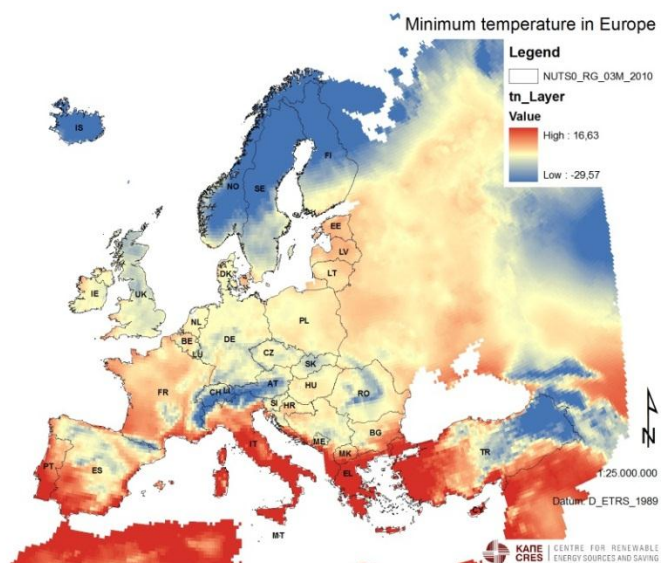 Minimum temperature in Europe
Legend
NUTS0_RG_03M_2010
tn_Layer
Value
High : 16,63
Low : -29,57
IS
FI
NO
SE
EE
LV
LT
DK
IE
UK
NL
PL
BE
DE
LU
CZ
SK
FR
CH
LI
AT
HU
RO
SI
HR
IT
ME
BG
MK
PT
ES
EL
TR
CY
MT
N
1:25.000.000
Datum: D_ETRS_1989
ΚΑΠΕ
CRES
CENTRE FOR RENEWABLE
ENERGY SOURCES AND SAVING